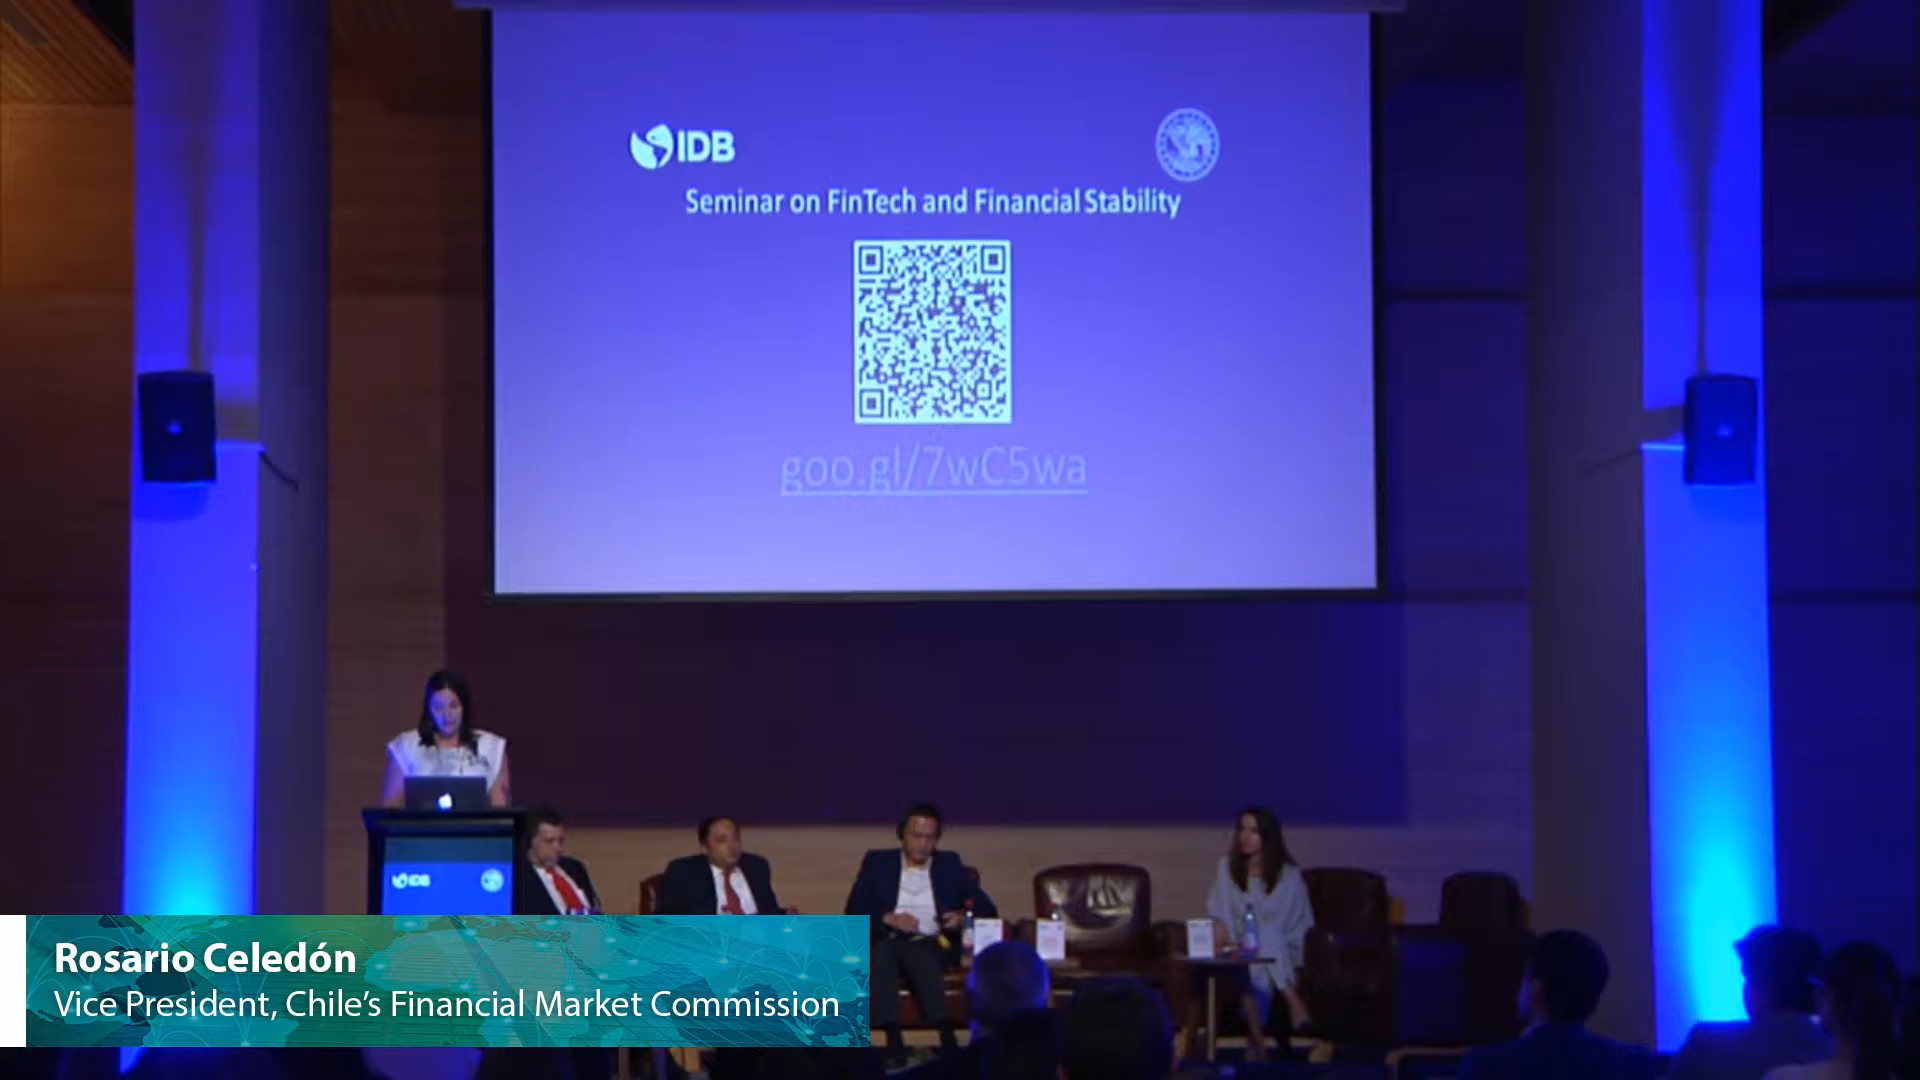 IDB
Seminar on FinTech and Financial Stability
goo.gl/7wC5wa
IDB
Rosario Celedón
Vice President, Chile’s Financial Market Commission